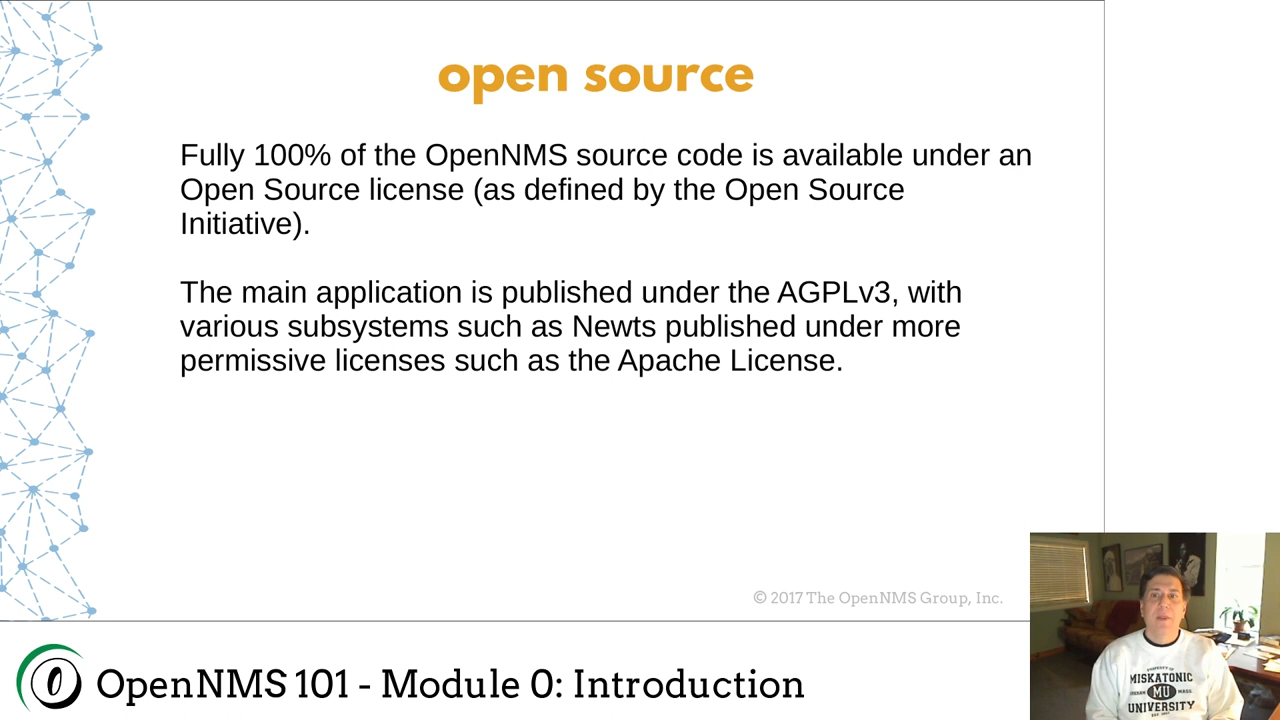 open source
Fully 100% of the OpenNMS source code is available under an
Open Source license (as defined by the Open Source
Initiative).
The main application is published under the AGPLv3, with
various subsystems such as Newts published under more
permissive licenses such as the Apache License.
© 2017 The OpenNMS Group, Inc.
OpenNMS 101 - Module 0: Introduction
PROPERTY OF
MISKATONIC
MU
MASS.
UNIVERSITY